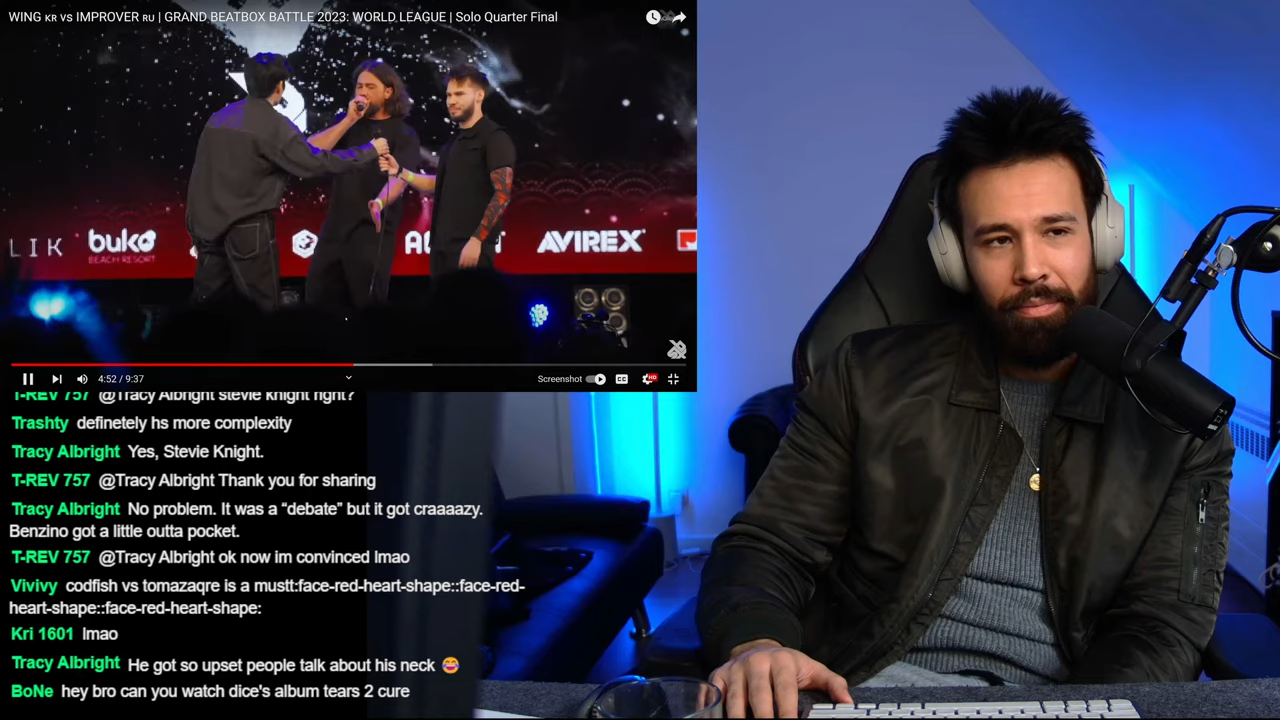 WING KR vs IMPROVER RU | GRAND BEATBOX BATTLE 2023: WORLD LEAGUE | Solo Quarter Final
LIK
buko
BEACH RESORT
AVIREX
4:52 / 9:37
Screenshot
CC
HD
T-REV 757 @Tracy Albright stevie knight right?
Trashty definetely hs more complexity
Tracy Albright Yes, Stevie Knight.
T-REV 757 @Tracy Albright Thank you for sharing
Tracy Albright No problem. It was a “debate” but it got craaaazy.
Benzino got a little outta pocket.
T-REV 757 @Tracy Albright ok now im convinced lmao
Vivivy codfish vs tomazaqre is a mustt:face-red-heart-shape::face-red-
heart-shape::face-red-heart-shape:
Kri 1601 lmao
Tracy Albright He got so upset people talk about his neck 😂
BoNe hey bro can you watch dice's album tears 2 cure